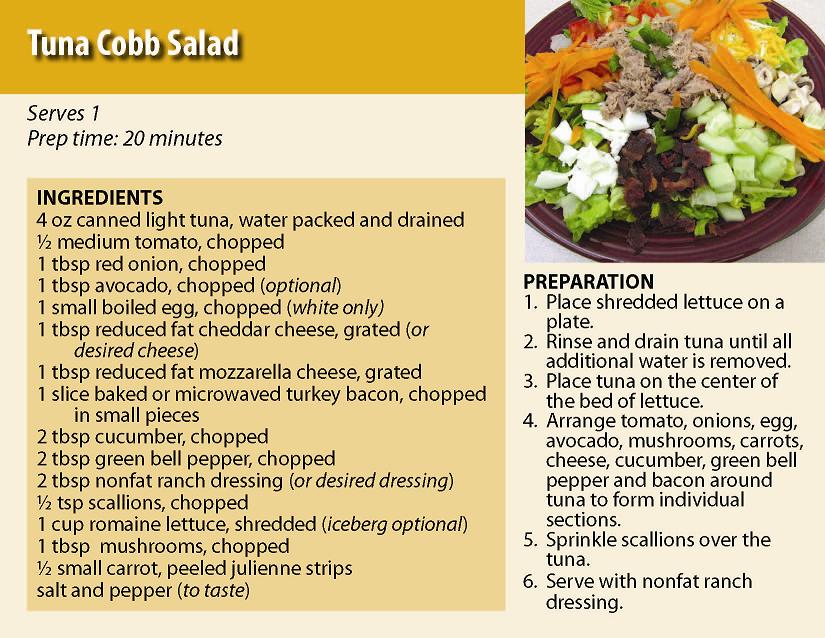 Tuna Cobb Salad
Serves 1
Prep time: 20 minutes
INGREDIENTS
4 oz canned light tuna, water packed and drained
½ medium tomato, chopped
1 tbsp red onion, chopped
1 tbsp avocado, chopped (optional)
1 small boiled egg, chopped (white only)
1 tbsp reduced fat cheddar cheese, grated (or
desired cheese)
1 tbsp reduced fat mozzarella cheese, grated
1 slice baked or microwaved turkey bacon, chopped
in small pieces
2 tbsp cucumber, chopped
2 tbsp green bell pepper, chopped
2 tbsp nonfat ranch dressing (or desired dressing)
½ tsp scallions, chopped
1 cup romaine lettuce, shredded (iceberg optional)
1 tbsp  mushrooms, chopped
½ small carrot, peeled julienne strips
salt and pepper (to taste)
PREPARATION
1. Place shredded lettuce on a
plate.
2. Rinse and drain tuna until all
additional water is removed.
3. Place tuna on the center of
the bed of lettuce.
4. Arrange tomato, onions, egg,
avocado, mushrooms, carrots,
cheese, cucumber, green bell
pepper and bacon around
tuna to form individual
sections.
5. Sprinkle scallions over the
tuna.
6. Serve with nonfat ranch
dressing.